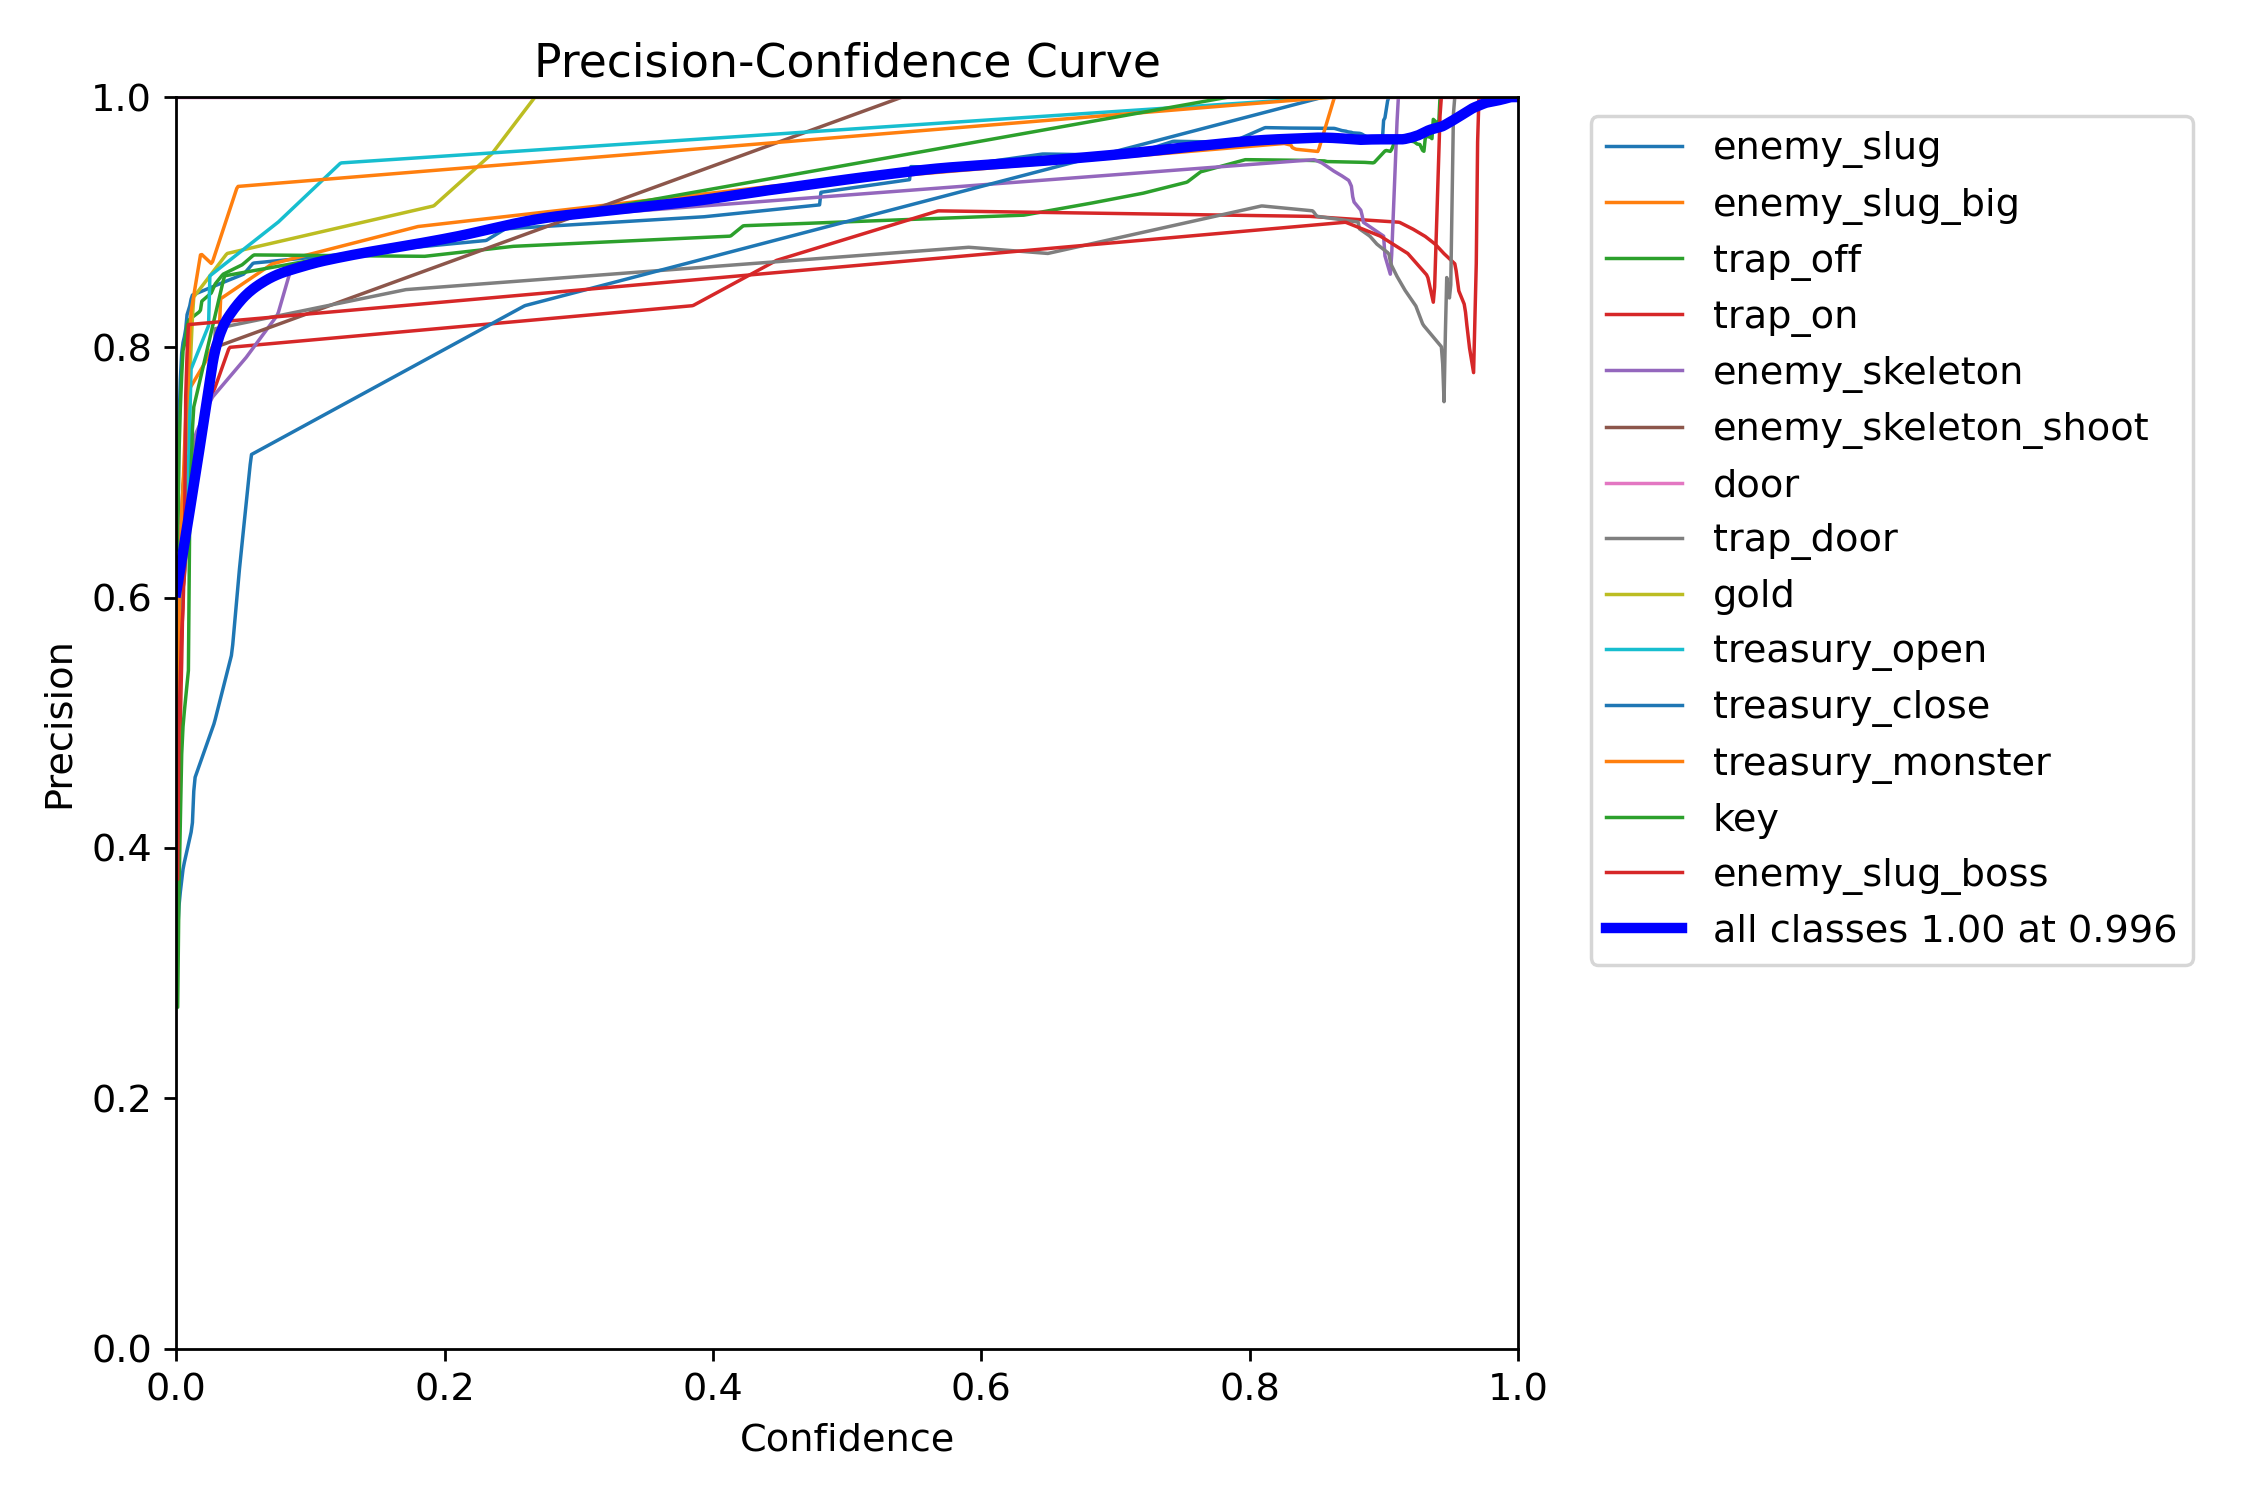 Precision-Confidence Curve
1.0
0.8
0.6
0.4
0.2
0.0
Precision
0.0 0.2 0.4 0.6 0.8 1.0
Confidence
enemy_slug
enemy_slug_big
trap_off
trap_on
enemy_skeleton
enemy_skeleton_shoot
door
trap_door
gold
treasury_open
treasury_close
treasury_monster
key
enemy_slug_boss
all classes 1.00 at 0.996